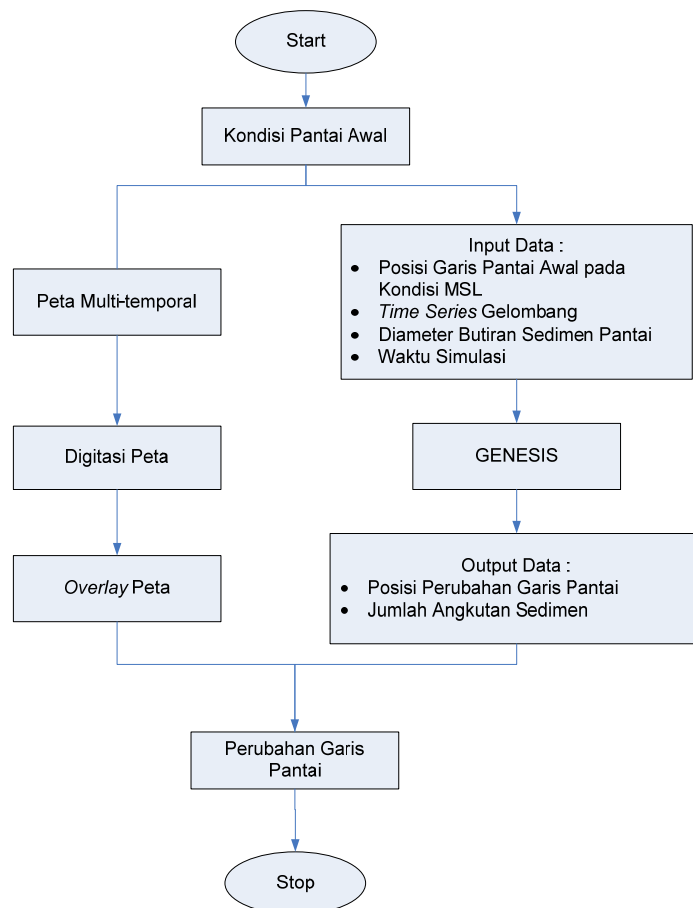 Start
Kondisi Pantai Awal
Peta Multi-temporal
Digitasi Peta
Overlay Peta
Input Data :
• Posisi Garis Pantai Awal pada
Kondisi MSL
• Time Series Gelombang
• Diameter Butiran Sedimen Pantai
• Waktu Simulasi
GENESIS
Output Data :
• Posisi Perubahan Garis Pantai
• Jumlah Angkutan Sedimen
Perubahan Garis
Pantai
Stop